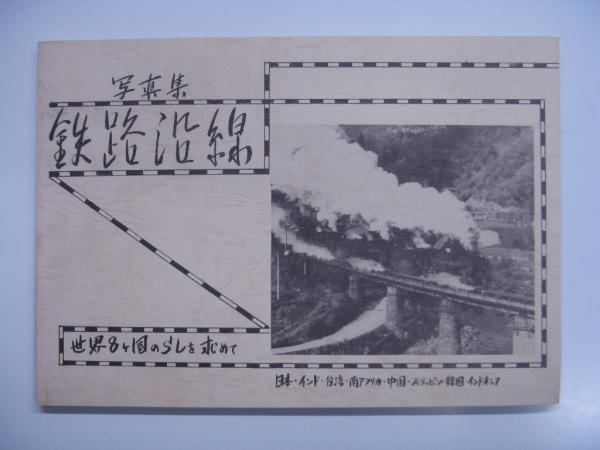 写真集
鉄路沿線
世界8ヶ国のSLを求めて
日本・インド・台湾・南アフリカ・中国・フィリッピン・韓国・インドネシア